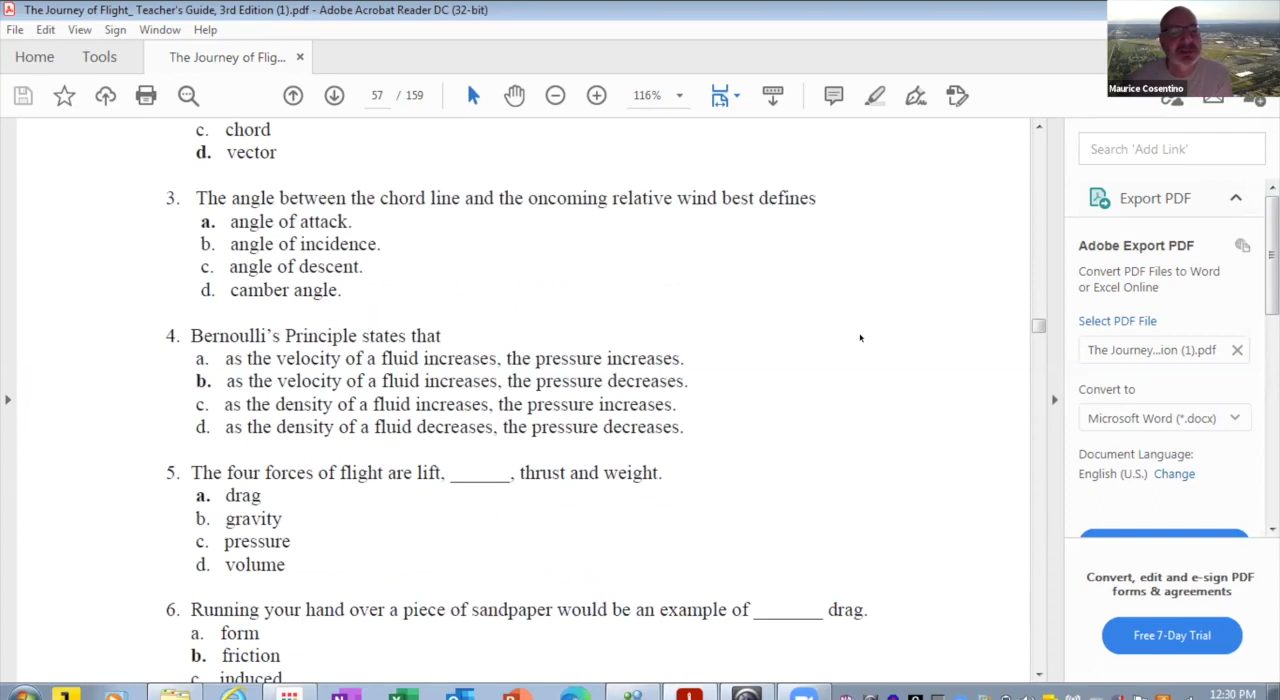 The Journey of Flight_ Teacher's Guide, 3rd Edition (1).pdf - Adobe Acrobat Reader DC (32-bit)
File Edit View Sign Window Help
Home Tools The Journey of Flig... ×
57 / 159 116%
Maurice Cosentino
c. chord
d. vector
3. The angle between the chord line and the oncoming relative wind best defines
a. angle of attack.
b. angle of incidence.
c. angle of descent.
d. camber angle.
4. Bernoulli's Principle states that
a. as the velocity of a fluid increases, the pressure increases.
b. as the velocity of a fluid increases, the pressure decreases.
c. as the density of a fluid increases, the pressure increases.
d. as the density of a fluid decreases, the pressure decreases.
5. The four forces of flight are lift, ______, thrust and weight.
a. drag
b. gravity
c. pressure
d. volume
6. Running your hand over a piece of sandpaper would be an example of _______ drag.
a. form
b. friction
c. induced
Search 'Add Link'
Export PDF
Adobe Export PDF
Convert PDF Files to Word
or Excel Online
Select PDF File
The Journey...ion (1).pdf
Convert to
Microsoft Word (*.docx)
Document Language:
English (U.S.) Change
Convert, edit and e-sign PDF
forms & agreements
Free 7-Day Trial
12:30 PM